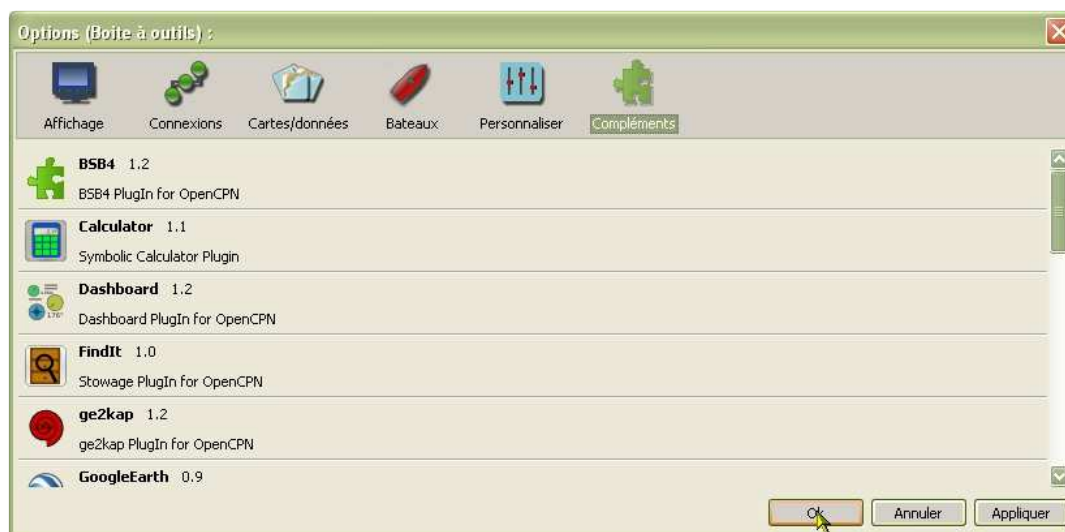 Options (Boite à outils) :
Affichage Connexions Cartes/données Bateaux Personnaliser Compléments
BSB4 1.2
BSB4 PlugIn for OpenCPN
Calculator 1.1
Symbolic Calculator Plugin
Dashboard 1.2
Dashboard PlugIn for OpenCPN
FindIt 1.0
Stowage PlugIn for OpenCPN
ge2kap 1.2
ge2kap PlugIn for OpenCPN
GoogleEarth 0.9
Ok Annuler Appliquer